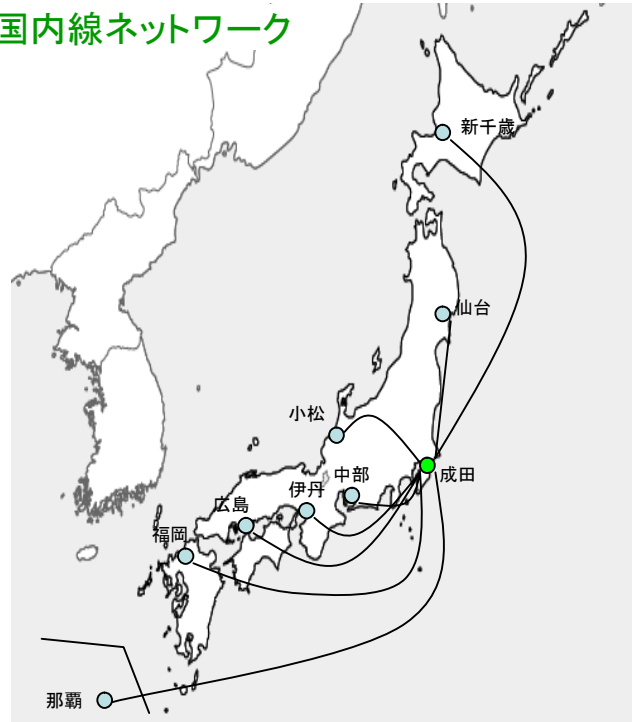 国内線ネットワーク
新千歳
仙台
小松
成田
中部
伊丹
広島
福岡
那覇